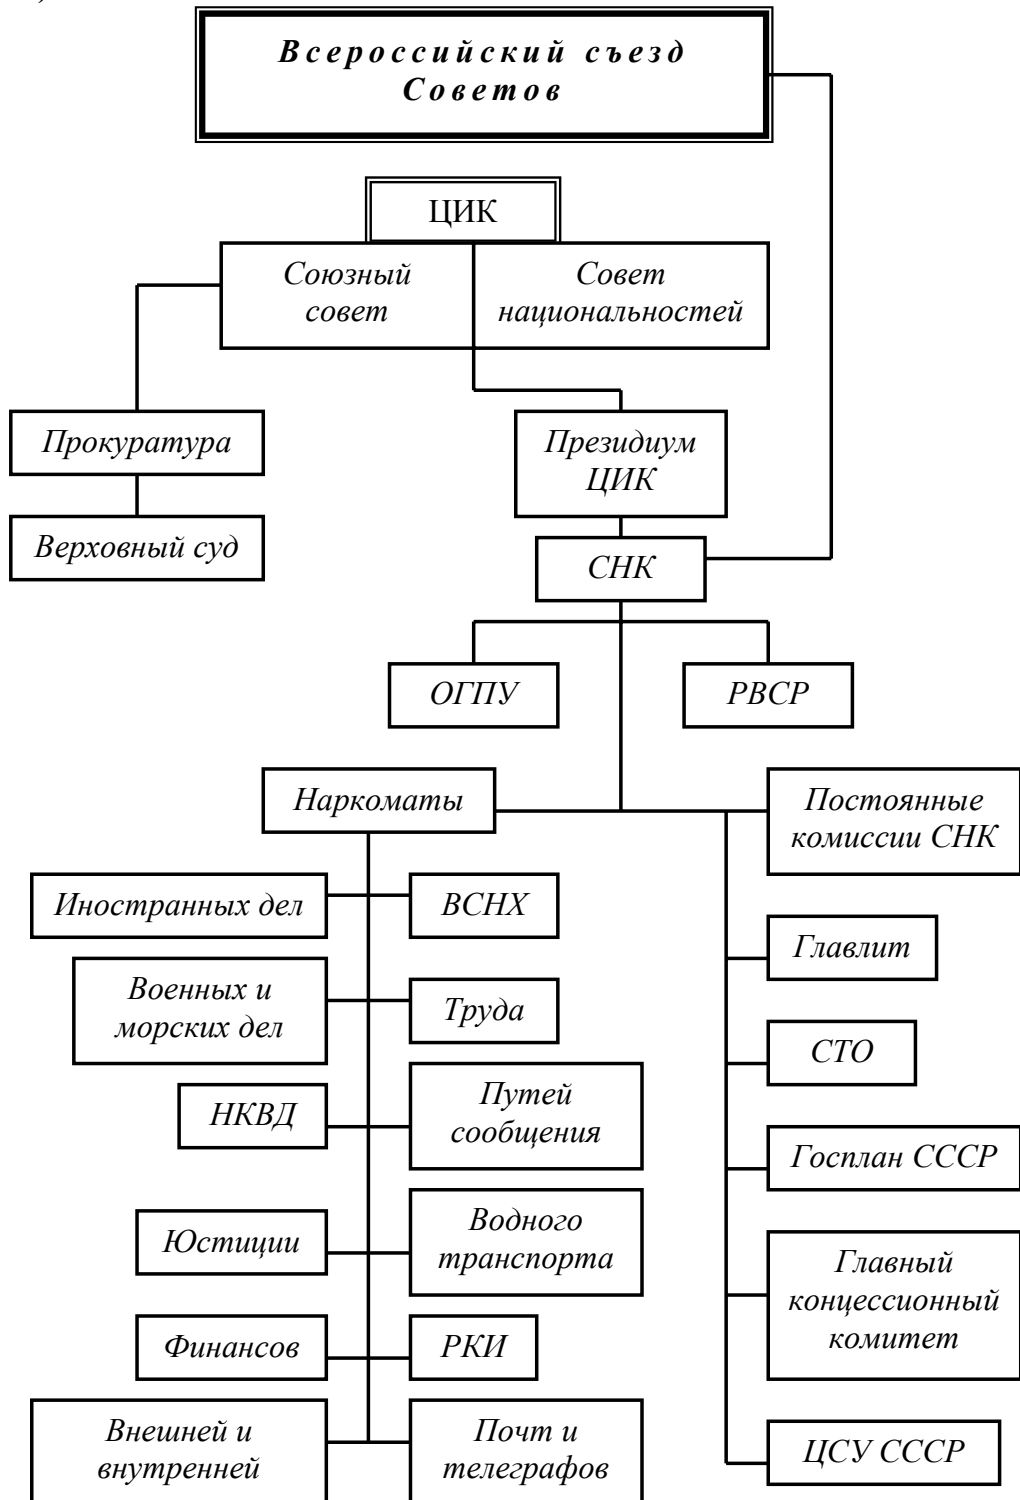 Всероссийский съезд
Советов
ЦИК
Союзный
совет
Совет
национальностей
Прокуратура
Президиум
ЦИК
Верховный суд
СНК
ОГПУ
РВСР
Наркоматы
Постоянные
комиссии СНК
Иностранных дел
ВСНХ
Главлит
Военных и
морских дел
Труда
СТО
НКВД
Путей
сообщения
Госплан СССР
Юстиции
Водного
транспорта
Главный
концессионный
комитет
Финансов
РКИ
Внешней и
внутренней
Почт и
телеграфов
ЦСУ СССР